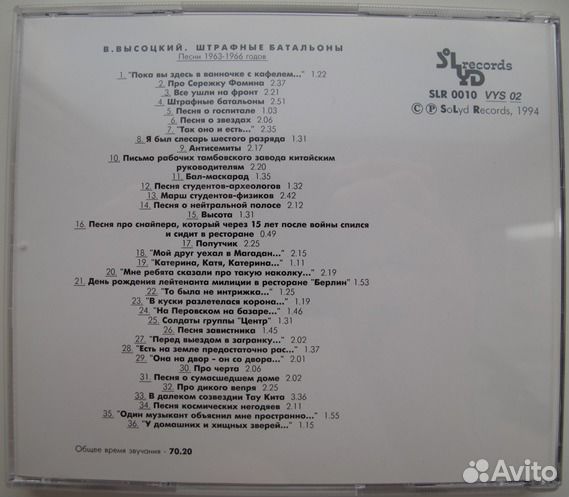 В. ВЫСОЦКИЙ. ШТРАФНЫЕ БАТАЛЬОНЫ
Песни 1963-1966 годов
SoLYD records
SLR 0010 VYS 02
© ℗ SoLyd Records, 1994
1. "Пока вы здесь в ванночке с кафелем..." 1.22
2. Про Сережку Фомина 2.37
3. Все ушли на фронт 2.21
4. Штрафные батальоны 2.51
5. Песня о госпитале 1.03
6. Песня о звездах 2.06
7. "Так оно и есть..." 2.35
8. Я был слесарь шестого разряда 1.31
9. Антисемиты 2.17
10. Письмо рабочих тамбовского завода китайским
руководителям 2.20
11. Бал-маскарад 1.35
12. Песня студентов-археологов 1.32
13. Марш студентов-физиков 2.42
14. Песня о нейтральной полосе 2.12
15. Высота 1.31
16. Песня про снайпера, который через 15 лет после войны спился
и сидит в ресторане 0.49
17. Попутчик 2.25
18. "Мой друг уехал в Магадан..." 2.15
19. "Катерина, Катя, Катерина..." 1.11
20. "Мне ребята сказали про такую наколку..." 2.19
21. День рождения лейтенанта милиции в ресторане "Берлин" 1.53
22. "То была не интрижка..." 1.25
23. "В куски разлетелася корона..." 1.19
24. "На Перовском на базаре..." 1.46
25. Солдаты группы "Центр" 1.31
26. Песня завистника 1.45
27. "Перед выездом в загранку..." 2.02
28. "Есть на земле предостаточно рас..." 1.37
29. "Она на двор - он со двора..." 2.01
30. Про черта 2.06
31. Песня о сумасшедшем доме 2.02
32. Про дикого вепря 2.25
33. В далеком созвездии Тау Кита 3.36
34. Песня космических негодяев 2.11
35. "Один музыкант объяснил мне пространно..." 1.55
36. "У домашних и хищных зверей..." 1.15
Общее время звучания - 70.20
Avito